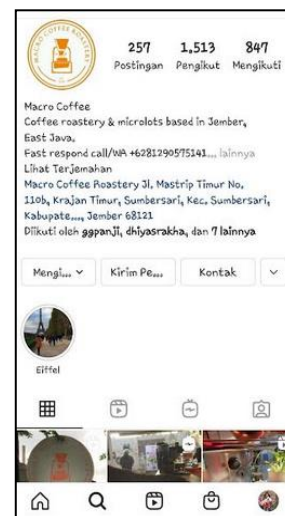 MACRO COFFEE ROASTERY
257 1,513 847
Postingan Pengikut Mengikuti
Macro Coffee
Coffee roastery & microlots based in Jember,
East Java.
Fast respond call/WA +6281290575141... lainnya
Lihat Terjemahan
Macro Coffee Roastery Jl. Mastrip Timur No.
110b, Krajan Timur, Sumbersari, Kec. Sumbersari,
Kabupate...., Jember 68121
Diikuti oleh ggpanji, dhiyasrakha, dan 7 lainnya
Mengi... Kirim Pe... Kontak
Eiffel